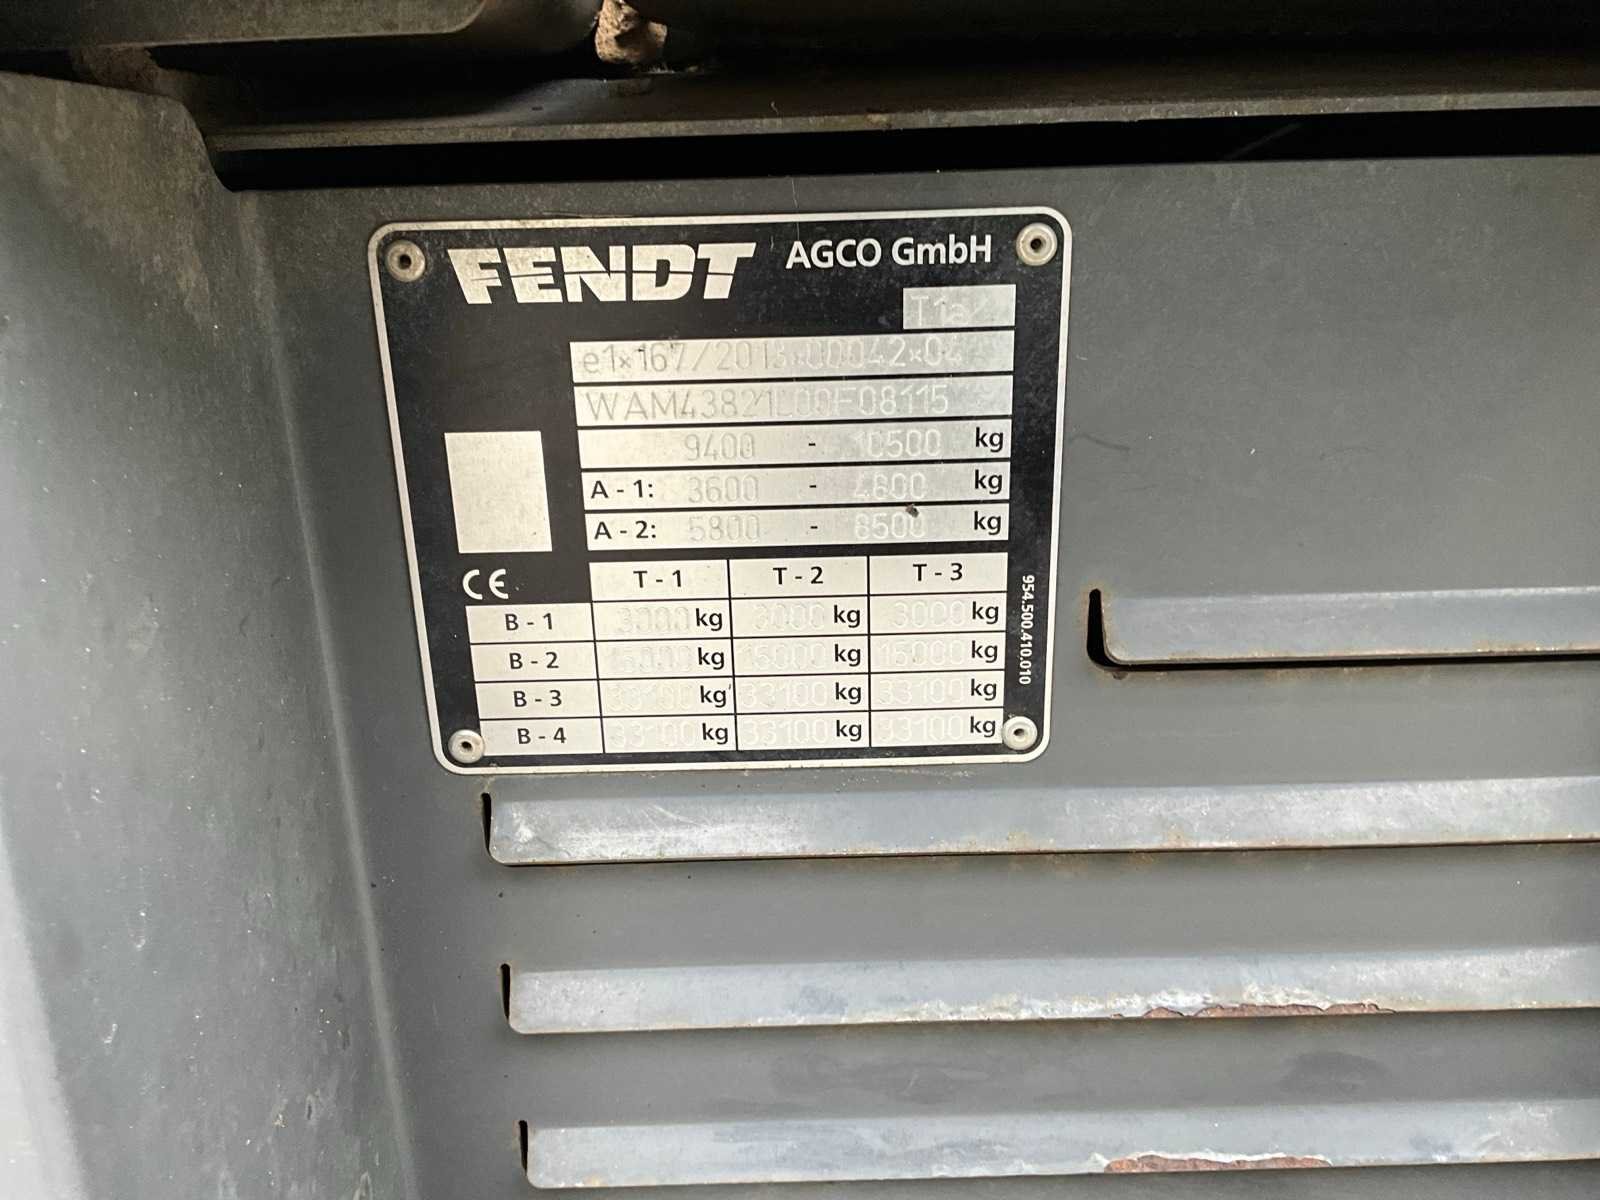 FENDT AGCO GmbH
T1a
e1*167/2013*00042*04
WAM43821L00F08115
9400 - 10500 kg
A - 1: 3600 - 4800 kg
A - 2: 5800 - 8500 kg
CE T - 1 T - 2 T - 3
B - 1 3000 kg 3000 kg 3000 kg
B - 2 15000 kg 15000 kg 15000 kg
B - 3 33100 kg 33100 kg 33100 kg
B - 4 33100 kg 33100 kg 33100 kg
954.500.410.010